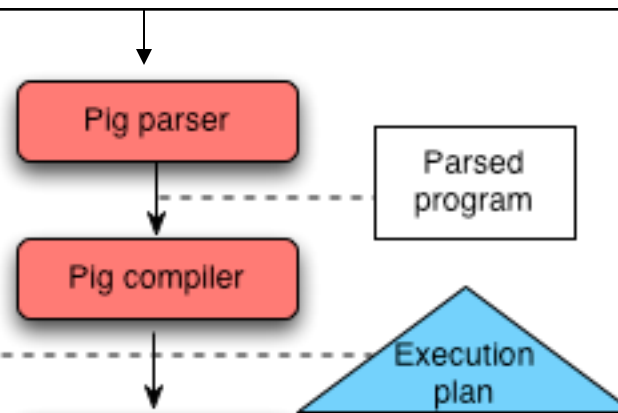 Pig parser
Parsed
program
Pig compiler
Execution
plan